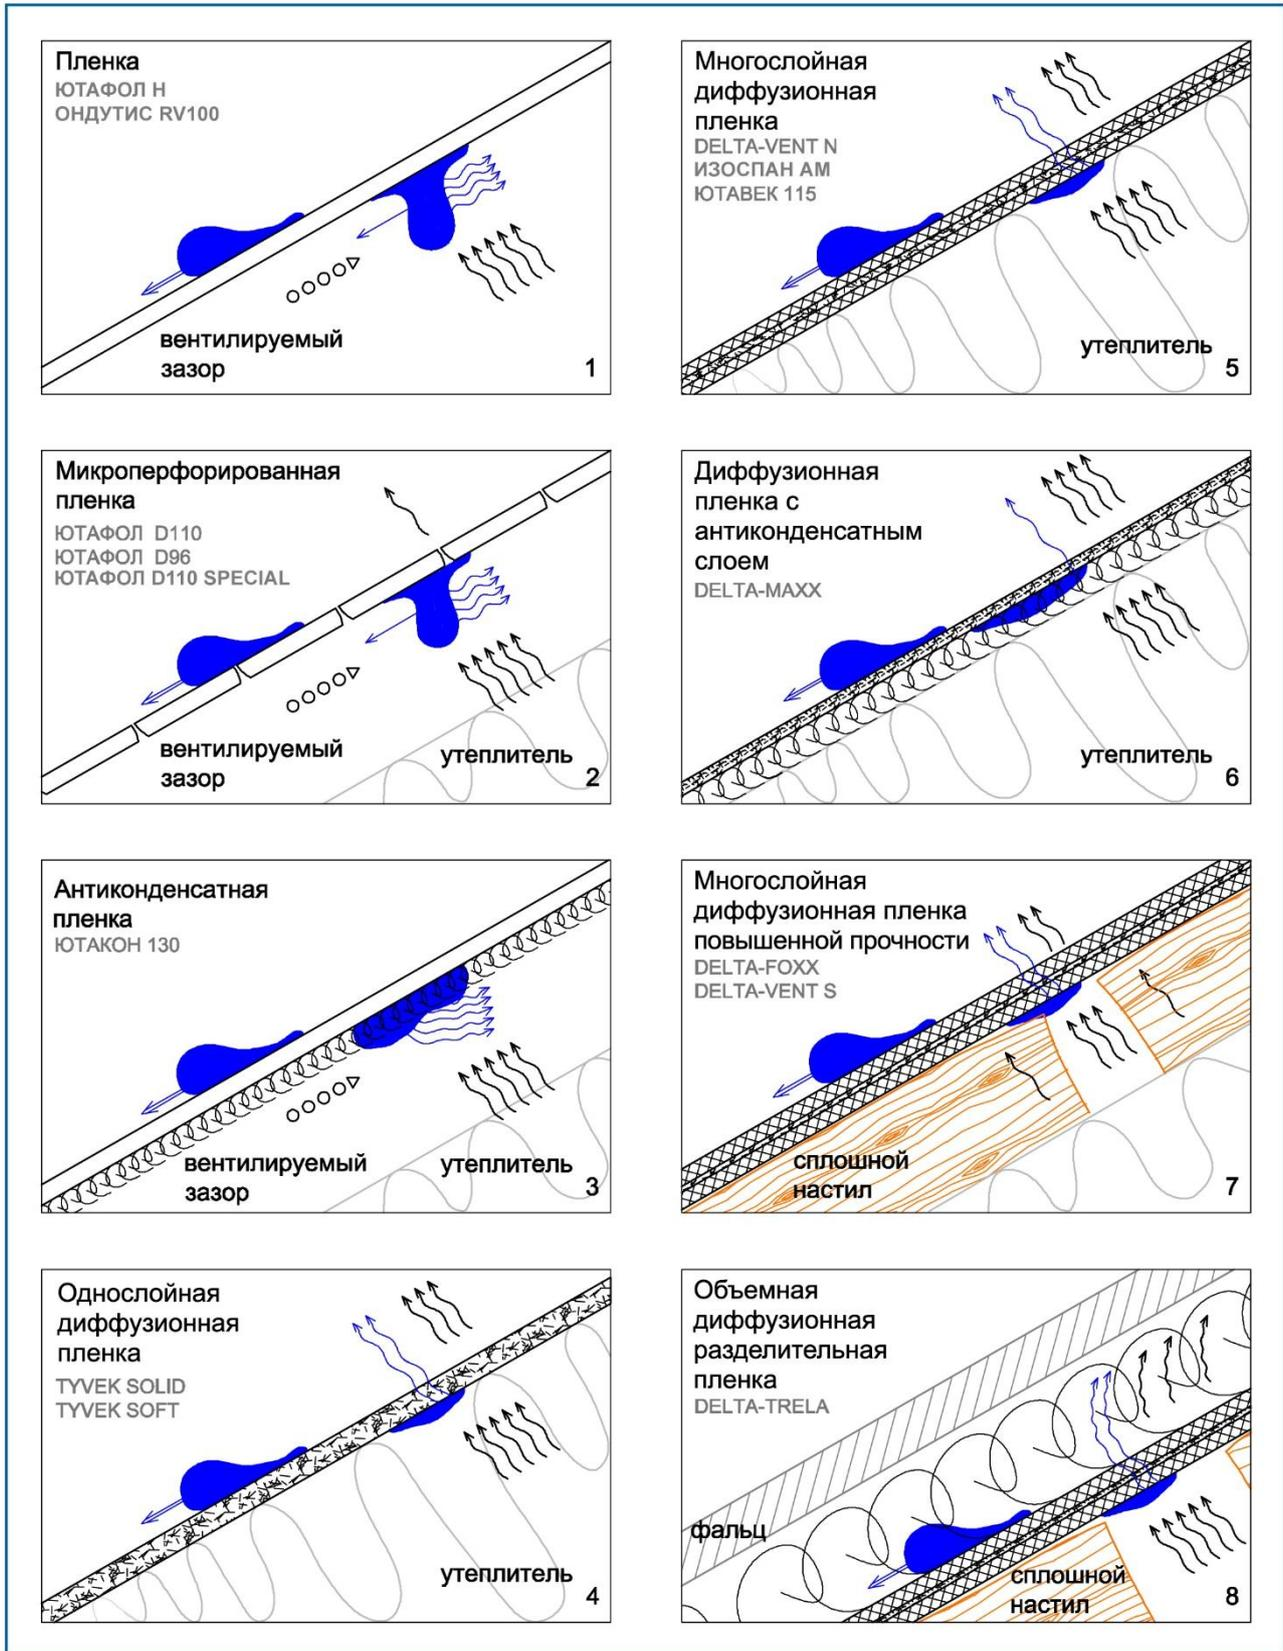 Пленка
ЮТАФОЛ Н
ОНДУТИС RV100
вентилируемый
зазор
1
Микроперфорированная
пленка
ЮТАФОЛ D110
ЮТАФОЛ D96
ЮТАФОЛ D110 SPECIAL
вентилируемый
зазор
утеплитель
2
Антиконденсатная
пленка
ЮТАКОН 130
вентилируемый
зазор
утеплитель
3
Однослойная
диффузионная
пленка
TYVEK SOLID
TYVEK SOFT
утеплитель
4
Многослойная
диффузионная
пленка
DELTA-VENT N
ИЗОСПАН АМ
ЮТАВЕК 115
утеплитель
5
Диффузионная
пленка с
антиконденсатным
слоем
DELTA-MAXX
утеплитель
6
Многослойная
диффузионная пленка
повышенной прочности
DELTA-FOXX
DELTA-VENT S
сплошной
настил
7
Объемная
диффузионная
разделительная
пленка
DELTA-TRELA
фальц
сплошной
настил
8